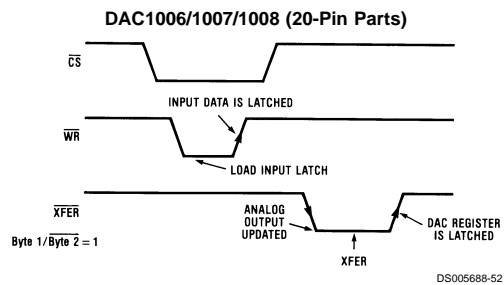 DAC1006/1007/1008 (20-Pin Parts)
CS
INPUT DATA IS LATCHED
WR
LOAD INPUT LATCH
XFER
ANALOG
OUTPUT
UPDATED
DAC REGISTER
IS LATCHED
Byte 1/Byte 2 = 1
XFER
DS005688-52